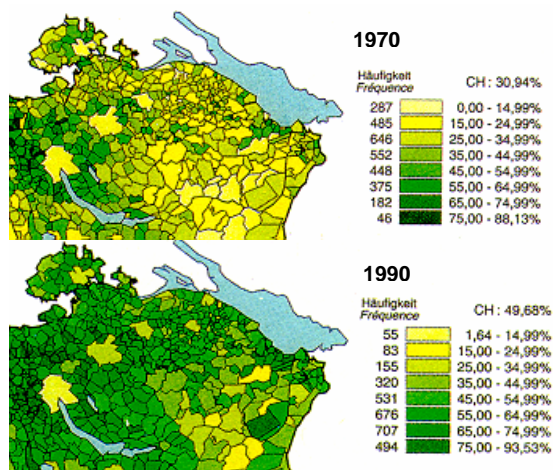 1970
Häufigkeit
Fréquence
CH : 30,94%
287 0,00 - 14,99%
485 15,00 - 24,99%
646 25,00 - 34,99%
552 35,00 - 44,99%
448 45,00 - 54,99%
375 55,00 - 64,99%
182 65,00 - 74,99%
46 75,00 - 88,13%
1990
Häufigkeit
Fréquence
CH : 49,68%
55 1,64 - 14,99%
83 15,00 - 24,99%
155 25,00 - 34,99%
320 35,00 - 44,99%
531 45,00 - 54,99%
676 55,00 - 64,99%
707 65,00 - 74,99%
494 75,00 - 93,53%